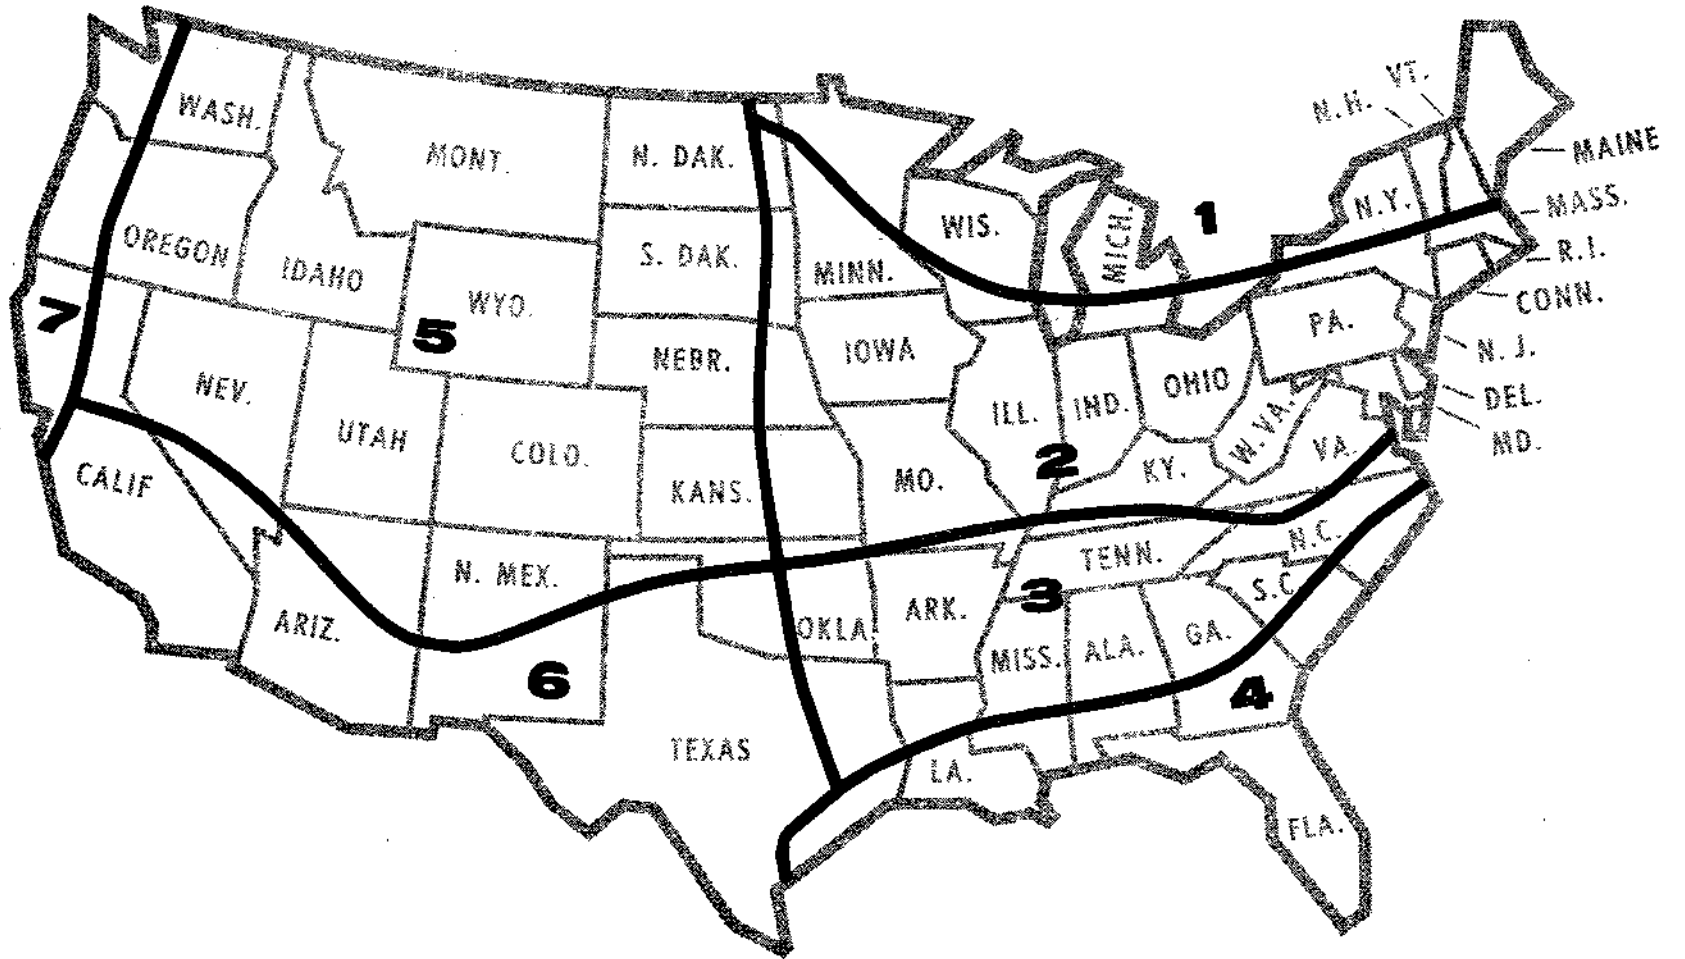 VT.
N.H.
WASH.
MAINE
MONT.
N. DAK.
MASS.
N.Y.
1
WIS.
MICH.
OREGON
S. DAK.
R.I.
IDAHO
MINN.
CONN.
WYO.
7
5
PA.
IOWA
N. J.
NEBR.
NEV.
OHIO
DEL.
ILL.
IND.
W.VA.
MD.
UTAH
COLO.
VA.
2
KY.
CALIF
KANS.
MO.
N.C.
TENN.
N. MEX.
S.C
3
ARK.
ARIZ.
OKLA.
GA.
MISS.
ALA.
6
4
TEXAS
LA.
FLA.